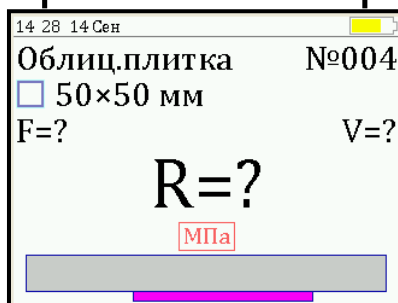 14 28 14 Сен
Облиц.плитка №004
50×50 мм
F=? V=?
R=?
МПа